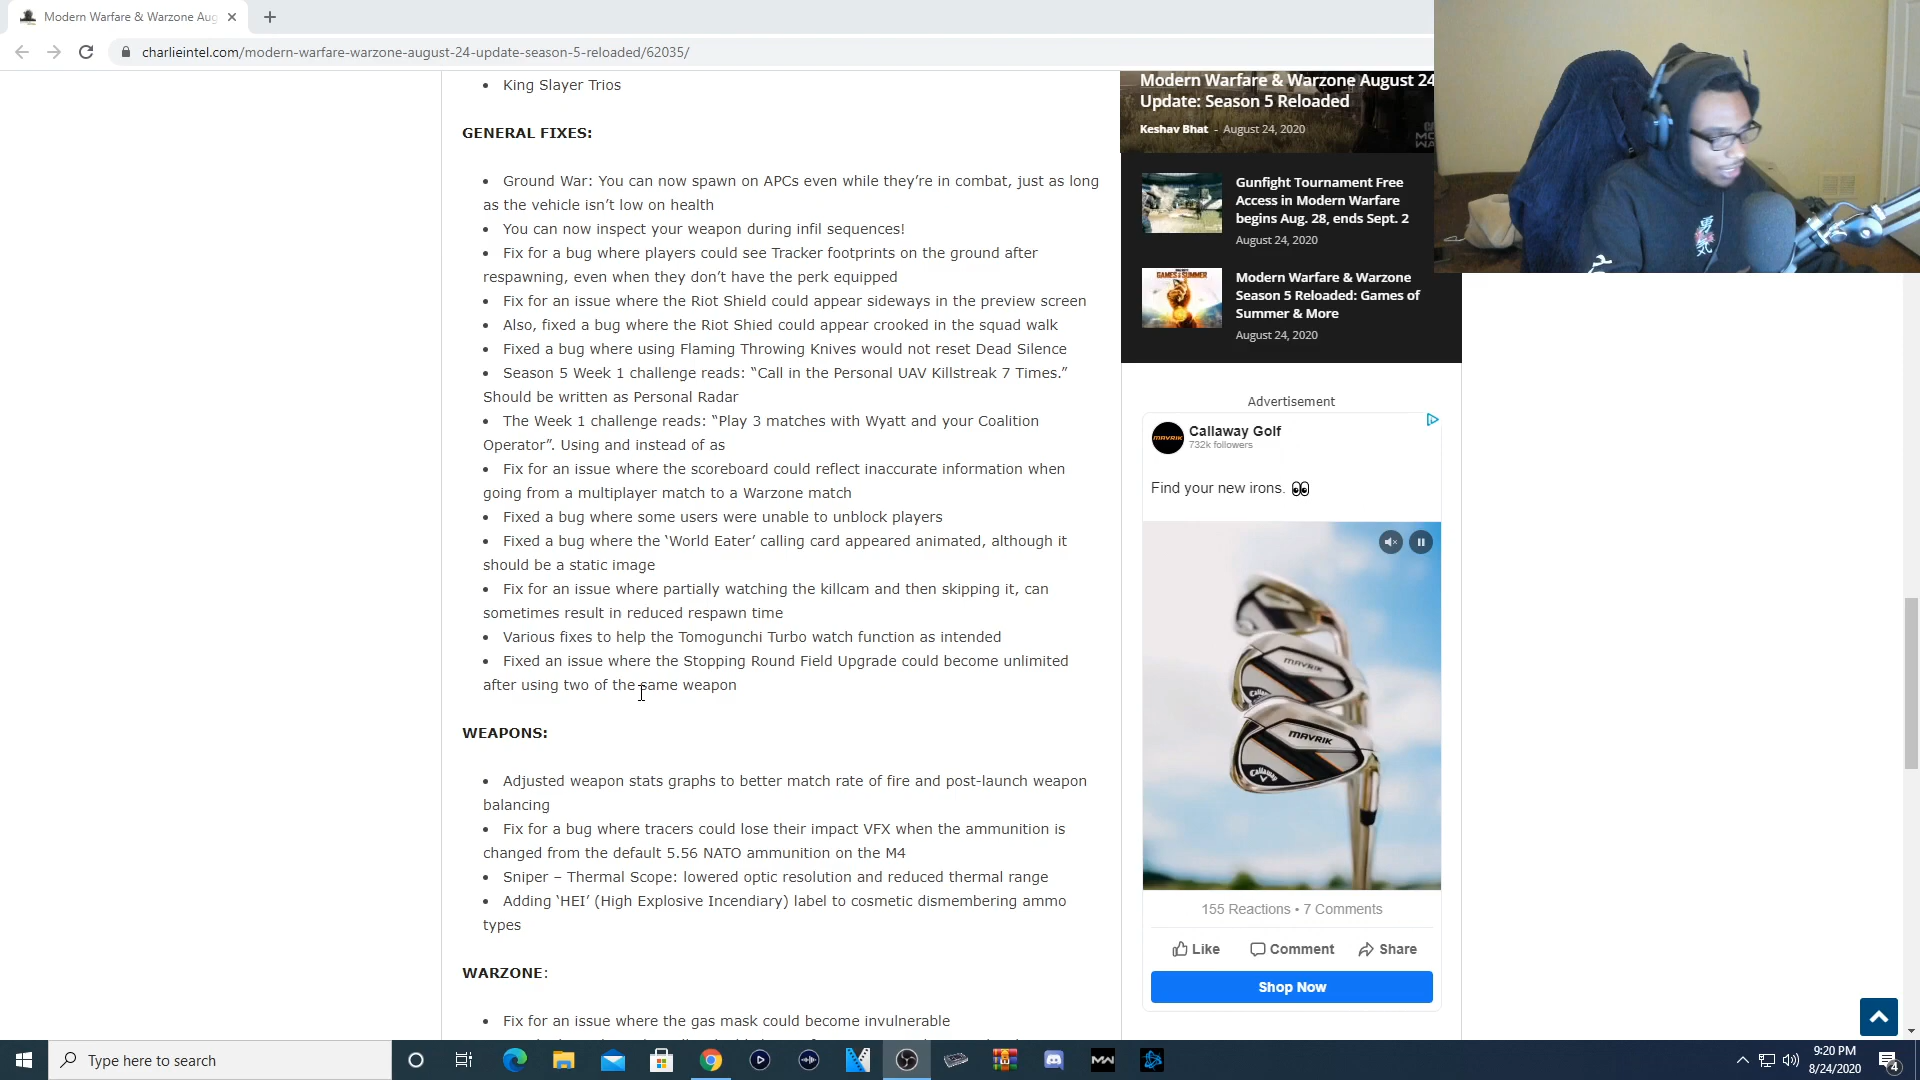 Modern Warfare & Warzone Aug
charlieintel.com/modern-warfare-warzone-august-24-update-season-5-reloaded/62035/
King Slayer Trios
GENERAL FIXES:
Ground War: You can now spawn on APCs even while they’re in combat, just as long
as the vehicle isn’t low on health
You can now inspect your weapon during infil sequences!
Fix for a bug where players could see Tracker footprints on the ground after
respawning, even when they don’t have the perk equipped
Fix for an issue where the Riot Shield could appear sideways in the preview screen
Also, fixed a bug where the Riot Shied could appear crooked in the squad walk
Fixed a bug where using Flaming Throwing Knives would not reset Dead Silence
Season 5 Week 1 challenge reads: “Call in the Personal UAV Killstreak 7 Times.”
Should be written as Personal Radar
The Week 1 challenge reads: “Play 3 matches with Wyatt and your Coalition
Operator”. Using and instead of as
Fix for an issue where the scoreboard could reflect inaccurate information when
going from a multiplayer match to a Warzone match
Fixed a bug where some users were unable to unblock players
Fixed a bug where the ‘World Eater’ calling card appeared animated, although it
should be a static image
Fix for an issue where partially watching the killcam and then skipping it, can
sometimes result in reduced respawn time
Various fixes to help the Tomogunchi Turbo watch function as intended
Fixed an issue where the Stopping Round Field Upgrade could become unlimited
after using two of the same weapon
WEAPONS:
Adjusted weapon stats graphs to better match rate of fire and post-launch weapon
balancing
Fix for a bug where tracers could lose their impact VFX when the ammunition is
changed from the default 5.56 NATO ammunition on the M4
Sniper – Thermal Scope: lowered optic resolution and reduced thermal range
Adding ‘HEI’ (High Explosive Incendiary) label to cosmetic dismembering ammo
types
WARZONE:
Fix for an issue where the gas mask could become invulnerable
Modern Warfare & Warzone August 24
Update: Season 5 Reloaded
Keshav Bhat - August 24, 2020
Gunfight Tournament Free
Access in Modern Warfare
begins Aug. 28, ends Sept. 2
August 24, 2020
Modern Warfare & Warzone
Season 5 Reloaded: Games of
Summer & More
August 24, 2020
Advertisement
MAVRIK
Callaway Golf
732k followers
Find your new irons. 👀
MAVRIK
MAVRIK
Callaway
155 Reactions • 7 Comments
Like Comment Share
Shop Now
勇気
Type here to search
MW
9:20 PM
8/24/2020
4